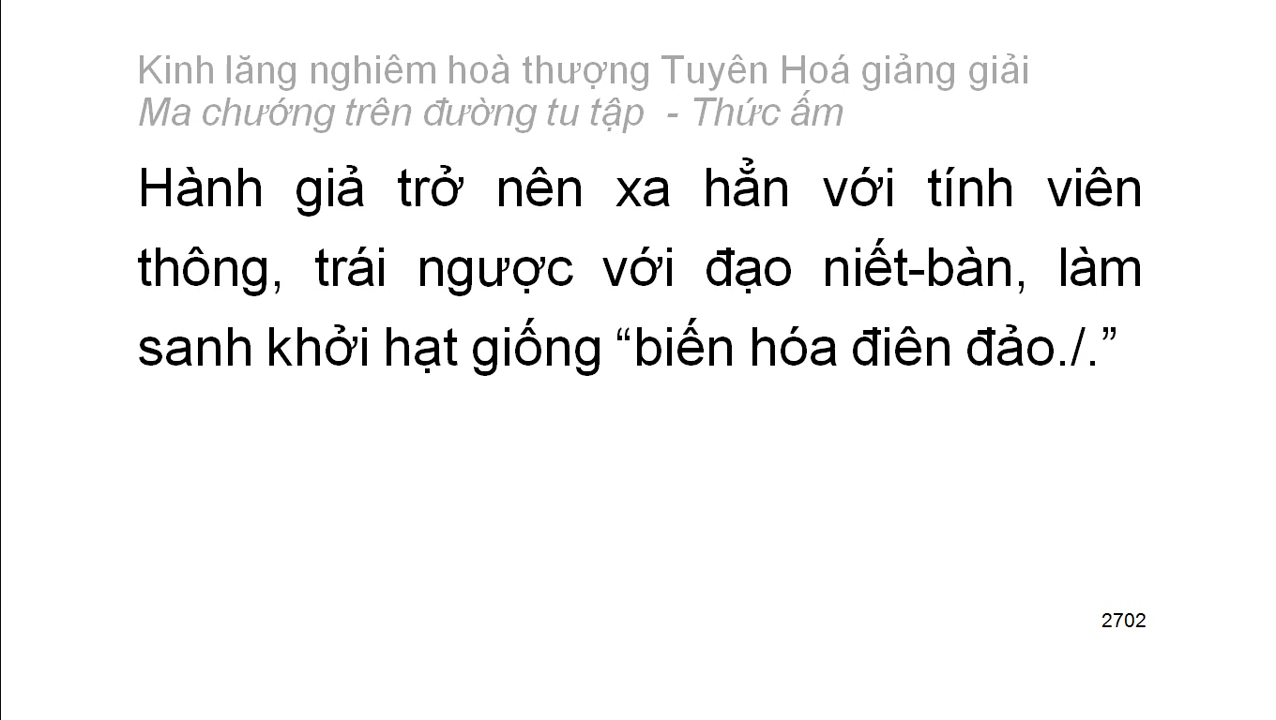 Kinh lăng nghiêm hoà thượng Tuyên Hoá giảng giải
Ma chướng trên đường tu tập - Thức ấm
Hành giả trở nên xa hẳn với tính viên
thông, trái ngược với đạo niết-bàn, làm
sanh khởi hạt giống “biến hóa điên đảo./.”
2702